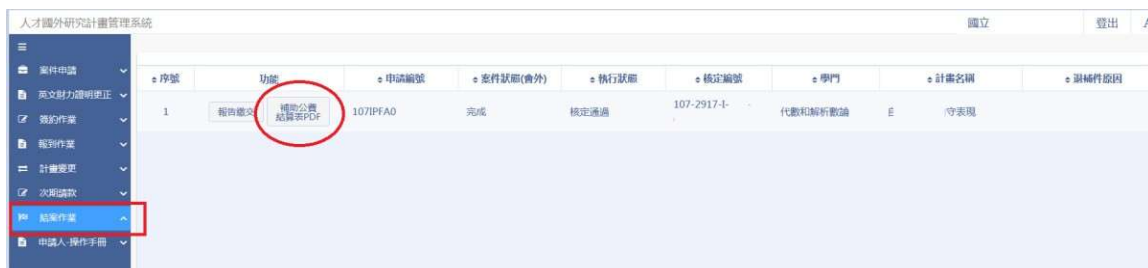 人才國外研究計畫管理系統 國立 登出
案件申請
英文財力證明更正
簽約作業
報到作業
計畫變更
次期請款
結案作業
申請人-操作手冊
序號 功能 申請編號 案件狀態(會外) 執行狀態 核定編號 學門 計畫名稱 退補件原因
1 報告繳交 補助公費結算表PDF 107IPFA0 完成 核定通過 107-2917-I- 代數和解析數論 守表現